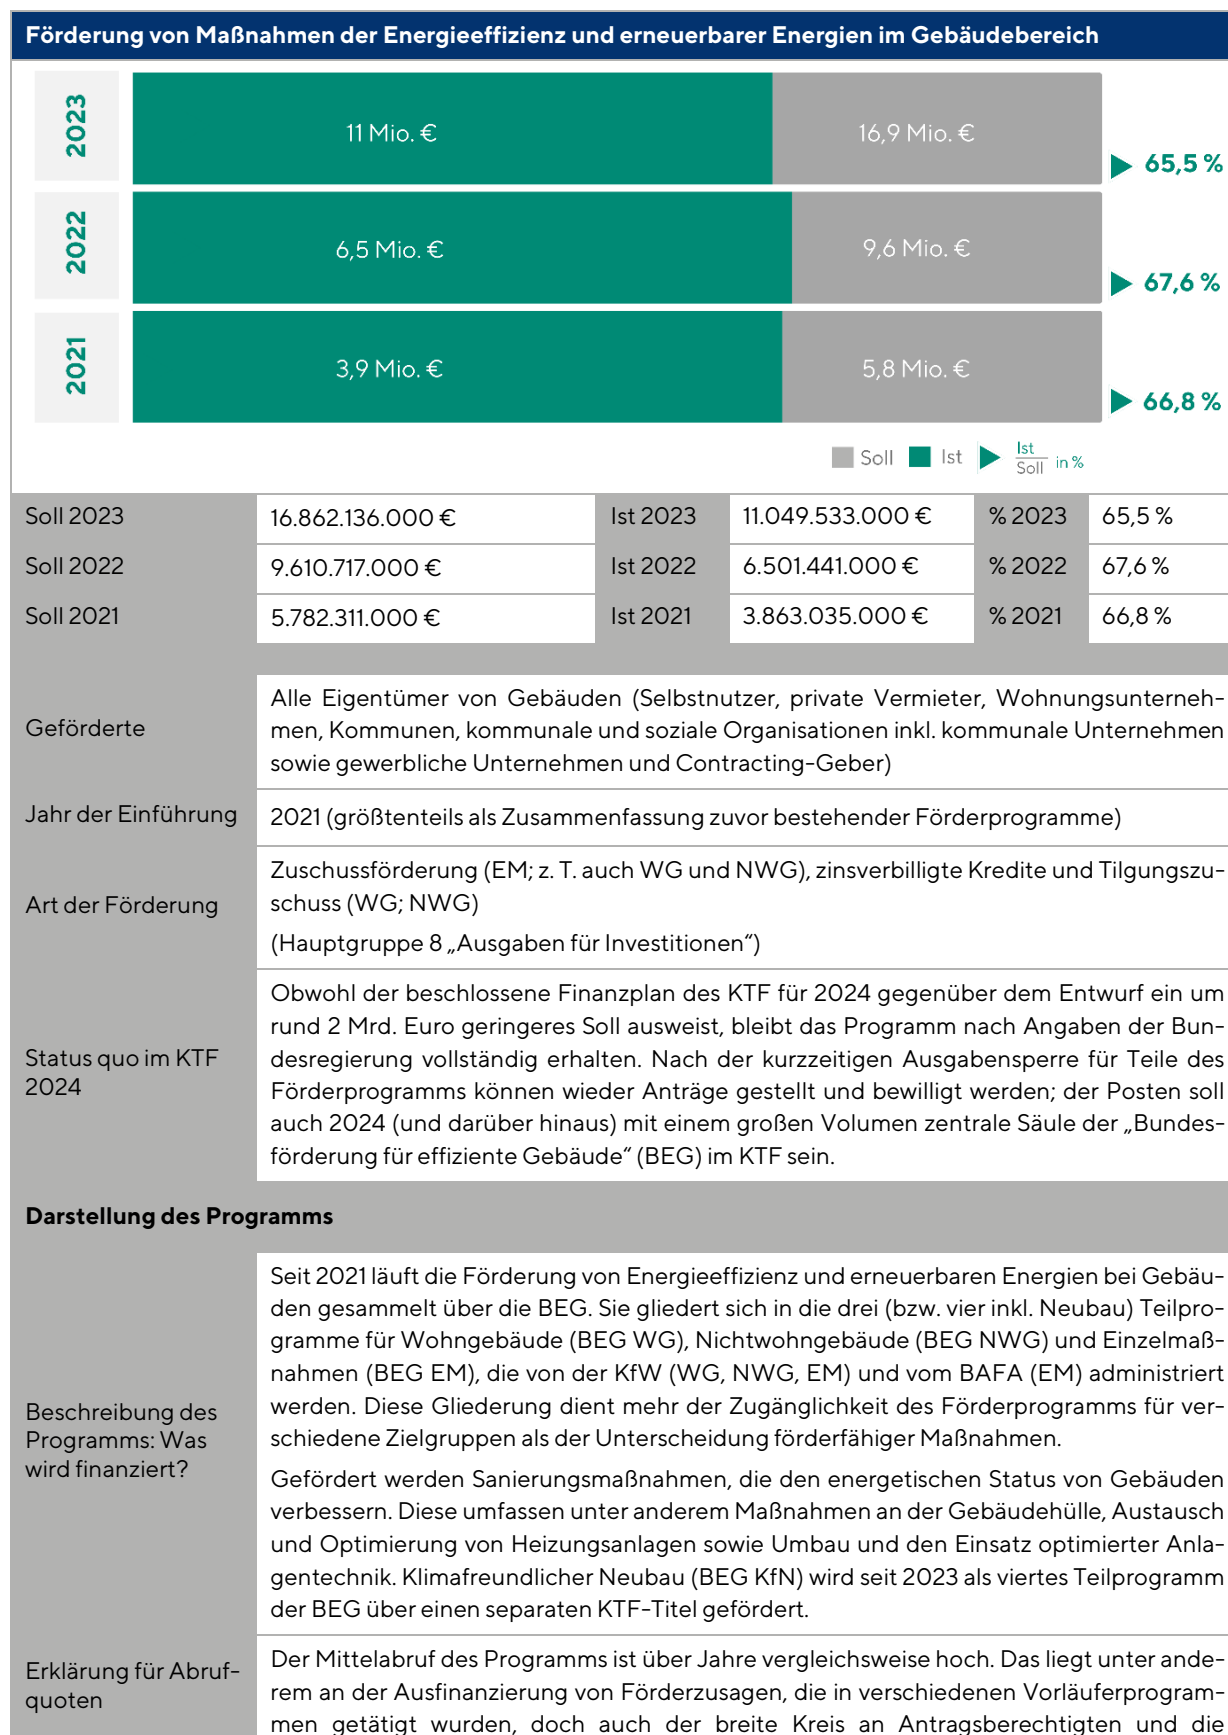 Förderung von Maßnahmen der Energieeffizienz und erneuerbarer Energien im Gebäudebereich
2023
11 Mio. €
16,9 Mio. €
65,5 %
2022
6,5 Mio. €
9,6 Mio. €
67,6 %
2021
3,9 Mio. €
5,8 Mio. €
66,8 %
Soll Ist Ist/Soll in %
Soll 2023 16.862.136.000 € Ist 2023 11.049.533.000 € % 2023 65,5 %
Soll 2022 9.610.717.000 € Ist 2022 6.501.441.000 € % 2022 67,6 %
Soll 2021 5.782.311.000 € Ist 2021 3.863.035.000 € % 2021 66,8 %
Geförderte
Alle Eigentümer von Gebäuden (Selbstnutzer, private Vermieter, Wohnungsunterneh-
men, Kommunen, kommunale und soziale Organisationen inkl. kommunale Unternehmen
sowie gewerbliche Unternehmen und Contracting-Geber)
Jahr der Einführung
2021 (größtenteils als Zusammenfassung zuvor bestehender Förderprogramme)
Art der Förderung
Zuschussförderung (EM; z. T. auch WG und NWG), zinsverbilligte Kredite und Tilgungszu-
schuss (WG; NWG)
(Hauptgruppe 8 „Ausgaben für Investitionen“)
Status quo im KTF
2024
Obwohl der beschlossene Finanzplan des KTF für 2024 gegenüber dem Entwurf ein um
rund 2 Mrd. Euro geringeres Soll ausweist, bleibt das Programm nach Angaben der Bun-
desregierung vollständig erhalten. Nach der kurzzeitigen Ausgabensperre für Teile des
Förderprogramms können wieder Anträge gestellt und bewilligt werden; der Posten soll
auch 2024 (und darüber hinaus) mit einem großen Volumen zentrale Säule der „Bundes-
förderung für effiziente Gebäude“ (BEG) im KTF sein.
Darstellung des Programms
Beschreibung des
Programms: Was
wird finanziert?
Seit 2021 läuft die Förderung von Energieeffizienz und erneuerbaren Energien bei Gebäu-
den gesammelt über die BEG. Sie gliedert sich in die drei (bzw. vier inkl. Neubau) Teilpro-
gramme für Wohngebäude (BEG WG), Nichtwohngebäude (BEG NWG) und Einzelmaß-
nahmen (BEG EM), die von der KfW (WG, NWG, EM) und vom BAFA (EM) administriert
werden. Diese Gliederung dient mehr der Zugänglichkeit des Förderprogramms für ver-
schiedene Zielgruppen als der Unterscheidung förderfähiger Maßnahmen.
Gefördert werden Sanierungsmaßnahmen, die den energetischen Status von Gebäuden
verbessern. Diese umfassen unter anderem Maßnahmen an der Gebäudehülle, Austausch
und Optimierung von Heizungsanlagen sowie Umbau und den Einsatz optimierter Anla-
gentechnik. Klimafreundlicher Neubau (BEG KfN) wird seit 2023 als viertes Teilprogramm
der BEG über einen separaten KTF-Titel gefördert.
Erklärung für Abruf-
quoten
Der Mittelabruf des Programms ist über Jahre vergleichsweise hoch. Das liegt unter ande-
rem an der Ausfinanzierung von Förderzusagen, die in verschiedenen Vorläuferprogram-
men getätigt wurden, doch auch der breite Kreis an Antragsberechtigten und die